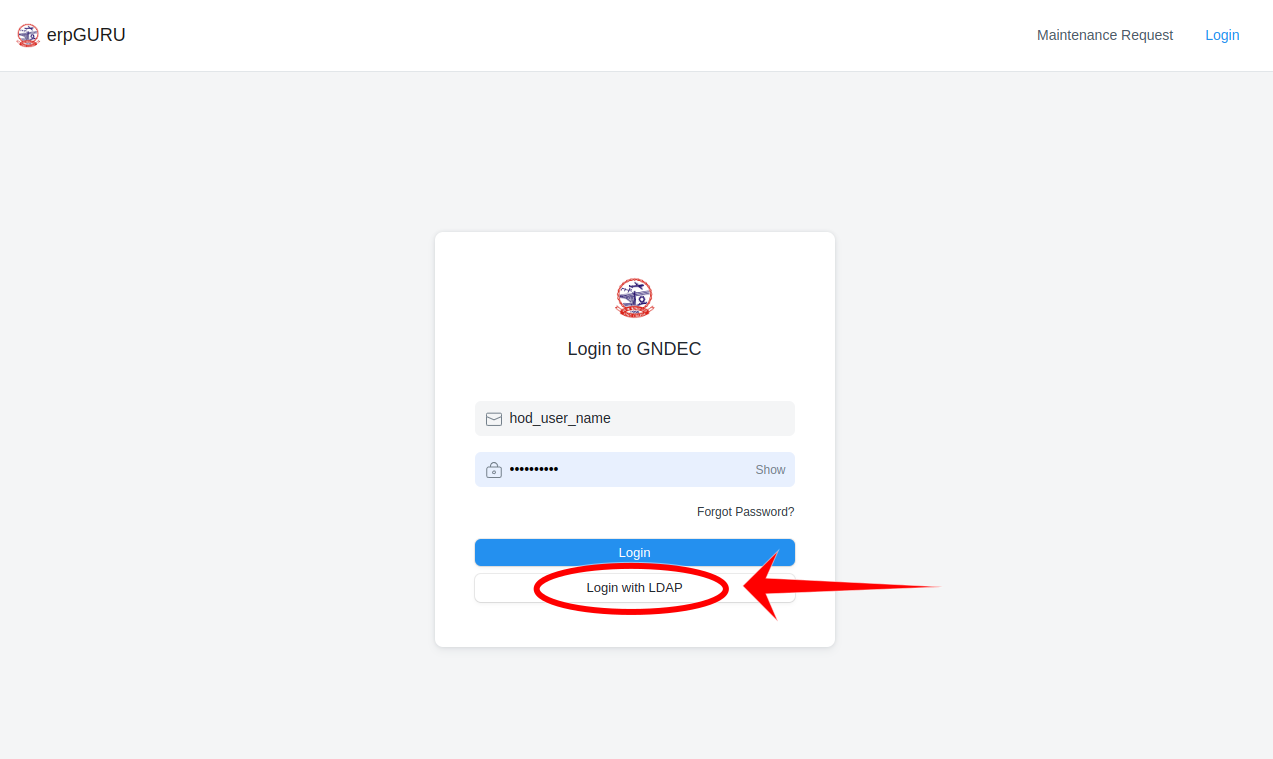 erpGURU
Maintenance Request
Login
Login to GNDEC
hod_user_name
••••••••••
Show
Forgot Password?
Login
Login with LDAP